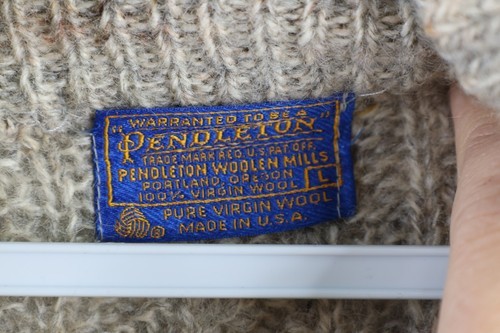 "WARRANTED TO BE A
PENDLETON"
TRADE MARK REG U.S. PAT. OFF.
PENDLETON WOOLEN MILLS
PORTLAND, OREGON
100% VIRGIN WOOL L
PURE VIRGIN WOOL
MADE IN U.S.A.